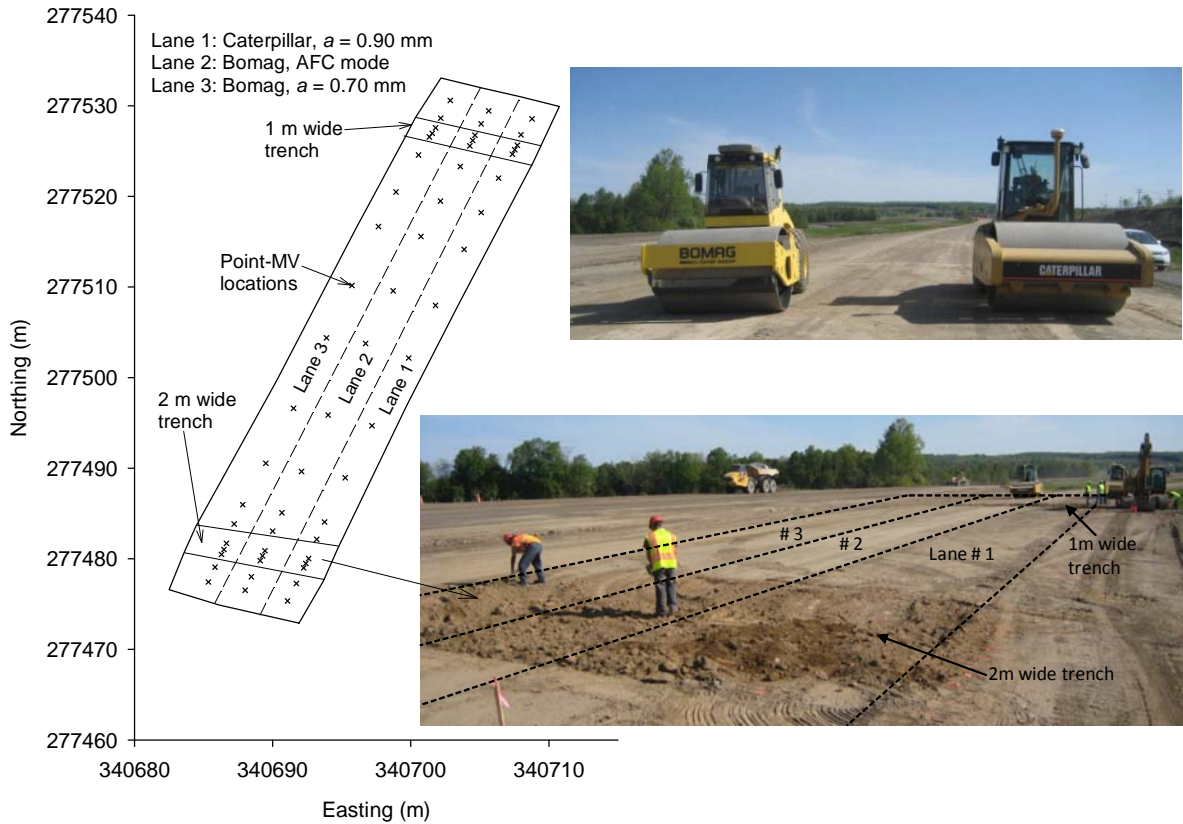 277540
277530
277520
277510
277500
277490
277480
277470
277460
Northing (m)
340680
340690
340700
340710
Easting (m)
Lane 1: Caterpillar, a = 0.90 mm
Lane 2: Bomag, AFC mode
Lane 3: Bomag, a = 0.70 mm
1 m wide
trench
Point-MV
locations
Lane 3
Lane 2
Lane 1
2 m wide
trench
BOMAG
CATERPILLAR
# 3
# 2
Lane # 1
1m wide
trench
2m wide trench